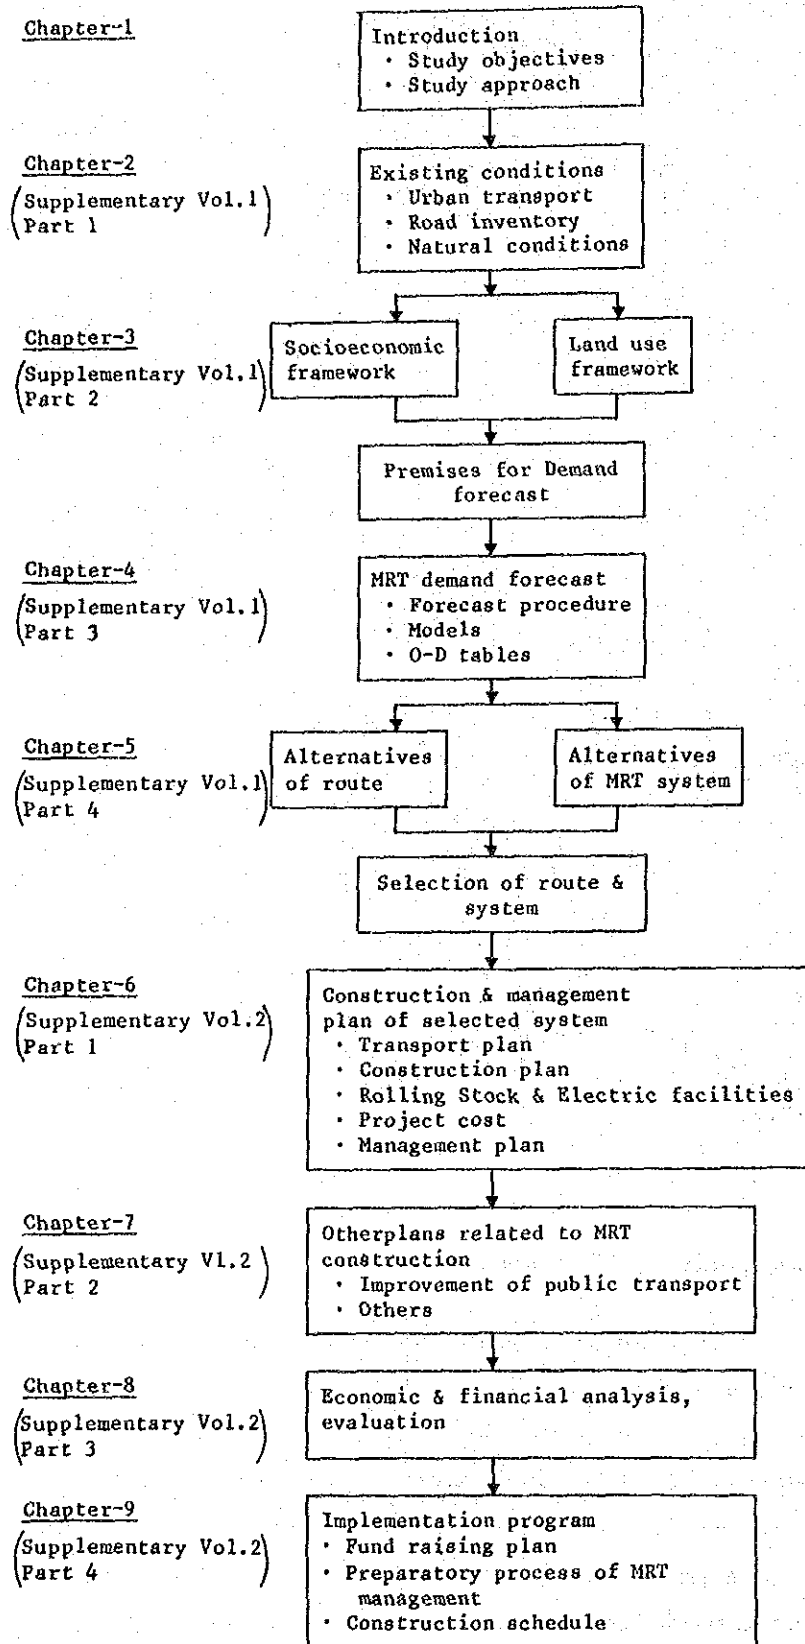 Chapter-1
Introduction
· Study objectives
· Study approach
Chapter-2
(Supplementary Vol.1
Part 1)
Existing conditions
· Urban transport
· Road inventory
· Natural conditions
Chapter-3
(Supplementary Vol.1
Part 2)
Socioeconomic
framework
Land use
framework
Premises for Demand
forecast
Chapter-4
(Supplementary Vol.1
Part 3)
MRT demand forecast
· Forecast procedure
· Models
· O-D tables
Chapter-5
(Supplementary Vol.1
Part 4)
Alternatives
of route
Alternatives
of MRT system
Selection of route &
system
Chapter-6
(Supplementary Vol.2
Part 1)
Construction & management
plan of selected system
· Transport plan
· Construction plan
· Rolling Stock & Electric facilities
· Project cost
· Management plan
Chapter-7
(Supplementary Vl.2
Part 2)
Otherplans related to MRT
construction
· Improvement of public transport
· Others
Chapter-8
(Supplementary Vol.2
Part 3)
Economic & financial analysis,
evaluation
Chapter-9
(Supplementary Vol.2
Part 4)
Implementation program
· Fund raising plan
· Preparatory process of MRT
management
· Construction schedule